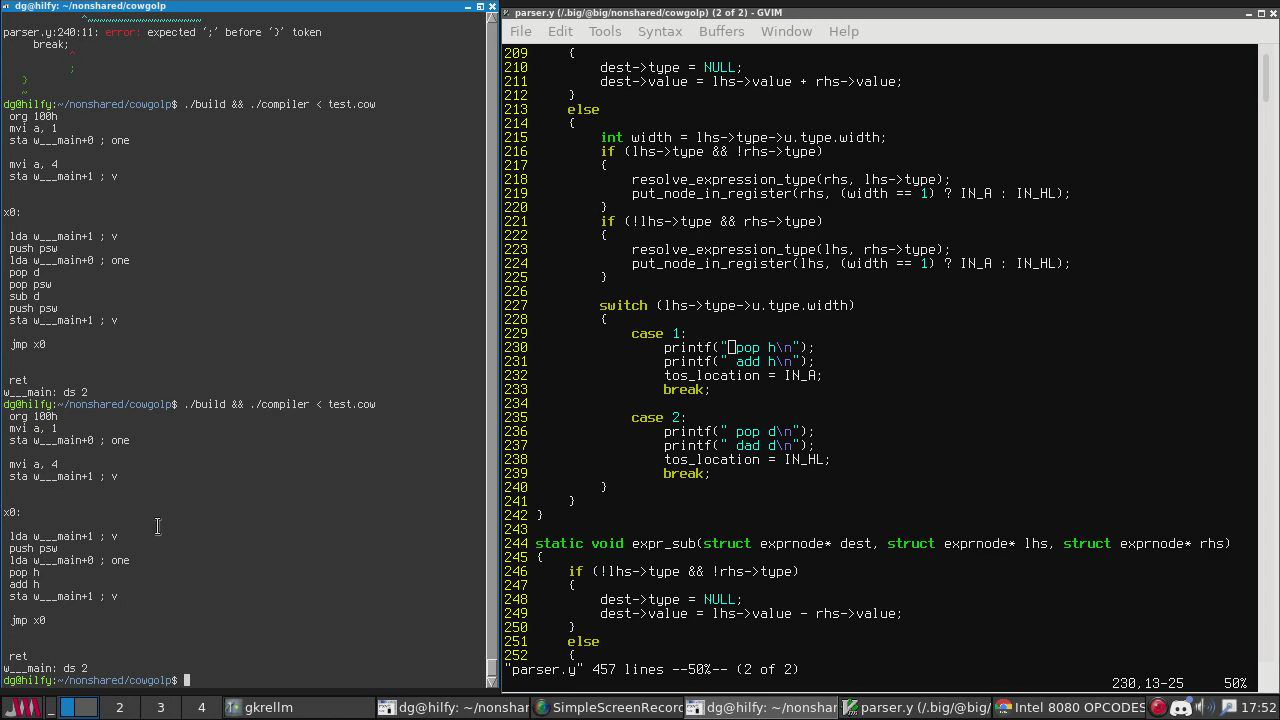 dg@hilfy: ~/nonshared/cowgolp
^~~~~~~~~~~~~~~~~~~~~~
parser.y:240:11: error: expected ‘;’ before ‘}’ token
break;
^
;
}
~
dg@hilfy:~/nonshared/cowgolp$ ./build && ./compiler < test.cow
org 100h
mvi a, 1
sta w___main+0 ; one
mvi a, 4
sta w___main+1 ; v
x0:
lda w___main+1 ; v
push psw
lda w___main+0 ; one
pop d
pop psw
sub d
push psw
sta w___main+1 ; v
jmp x0
ret
w___main: ds 2
dg@hilfy:~/nonshared/cowgolp$ ./build && ./compiler < test.cow
org 100h
mvi a, 1
sta w___main+0 ; one
mvi a, 4
sta w___main+1 ; v
x0:
lda w___main+1 ; v
push psw
lda w___main+0 ; one
pop h
add h
sta w___main+1 ; v
jmp x0
ret
w___main: ds 2
dg@hilfy:~/nonshared/cowgolp$
parser.y (/.big/@big/nonshared/cowgolp) (2 of 2) - GVIM
File Edit Tools Syntax Buffers Window Help
209 {
210 dest->type = NULL;
211 dest->value = lhs->value + rhs->value;
212 }
213 else
214 {
215 int width = lhs->type->u.type.width;
216 if (lhs->type && !rhs->type)
217 {
218 resolve_expression_type(rhs, lhs->type);
219 put_node_in_register(rhs, (width == 1) ? IN_A : IN_HL);
220 }
221 if (!lhs->type && rhs->type)
222 {
223 resolve_expression_type(lhs, rhs->type);
224 put_node_in_register(lhs, (width == 1) ? IN_A : IN_HL);
225 }
226
227 switch (lhs->type->u.type.width)
228 {
229 case 1:
230 printf(" pop h\n");
231 printf(" add h\n");
232 tos_location = IN_A;
233 break;
234
235 case 2:
236 printf(" pop d\n");
237 printf(" dad d\n");
238 tos_location = IN_HL;
239 break;
240 }
241 }
242 }
243
244 static void expr_sub(struct exprnode* dest, struct exprnode* lhs, struct exprnode* rhs)
245 {
246 if (!lhs->type && !rhs->type)
247 {
248 dest->type = NULL;
249 dest->value = lhs->value - rhs->value;
250 }
251 else
252 {
"parser.y" 457 lines --50%-- (2 of 2)
230,13-25 50%
2 3 4 gkrellm dg@hilfy: ~/nonshar SimpleScreenRecor dg@hilfy: ~/nonshar parser.y (/.big/@big/ Intel 8080 OPCODES 17:52